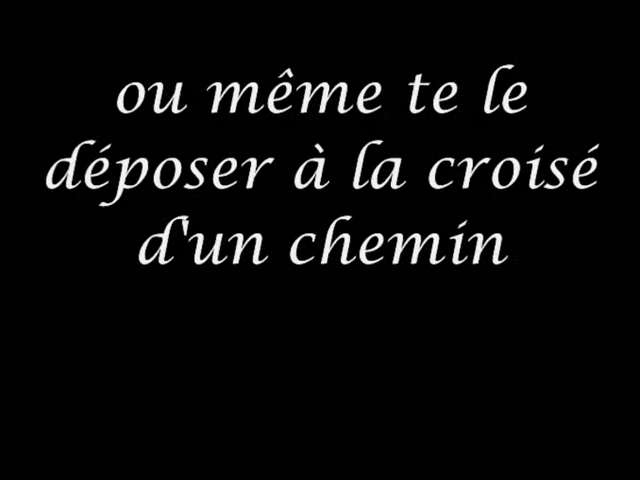 ou même te le
déposer à la croisé
d'un chemin